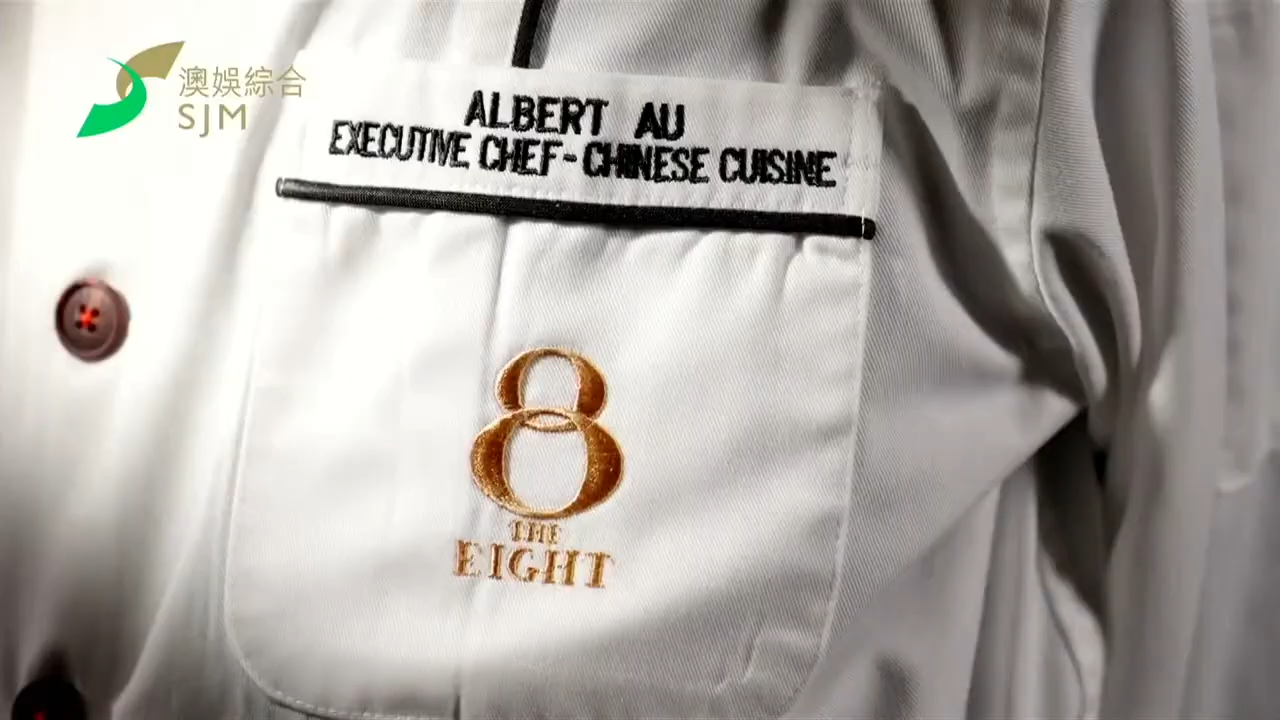 澳娛綜合
SJM
ALBERT AU
EXECUTIVE CHEF-CHINESE CUISINE
8
THE
EIGHT